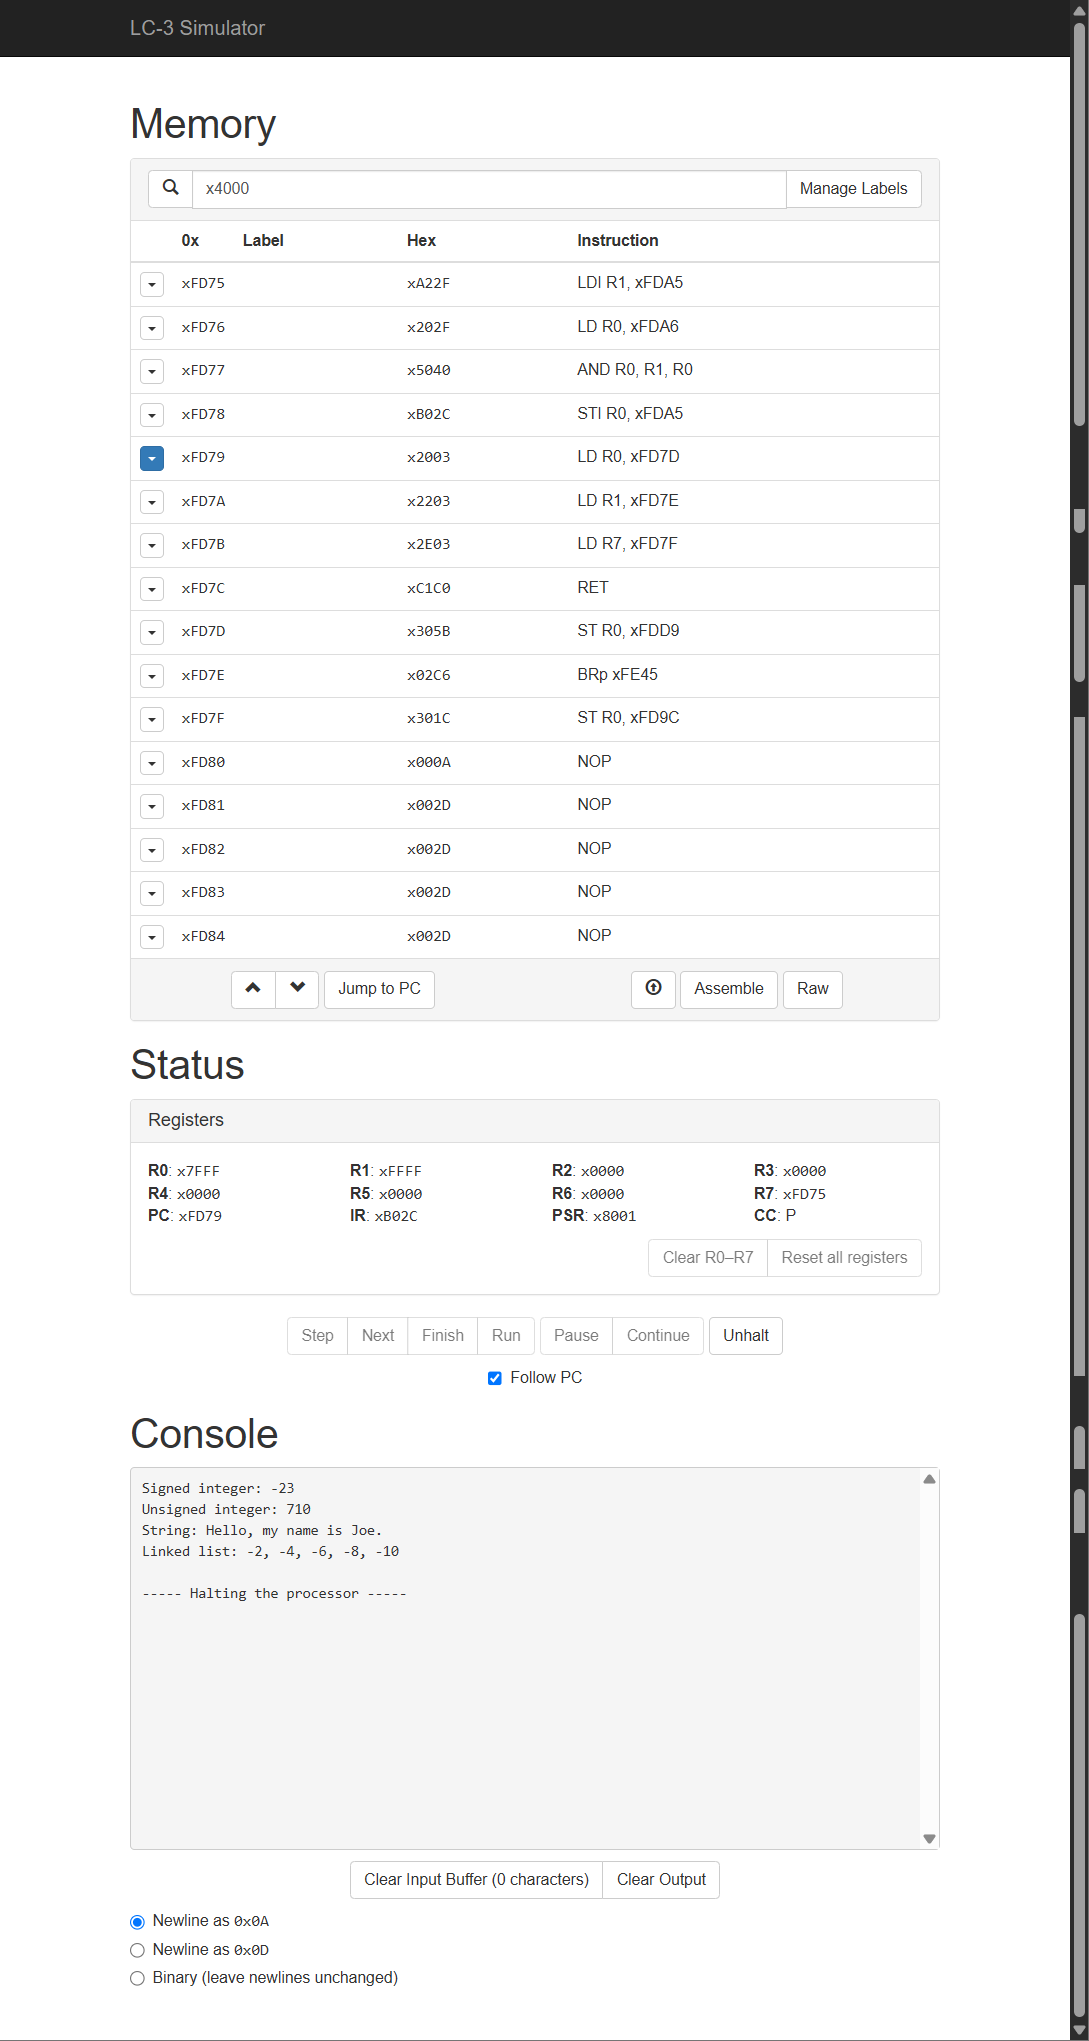 LC-3 Simulator
Memory
x4000 Manage Labels
0x Label Hex Instruction
xFD75 xA22F LDI R1, xFDA5
xFD76 x202F LD R0, xFDA6
xFD77 x5040 AND R0, R1, R0
xFD78 xB02C STI R0, xFDA5
xFD79 x2003 LD R0, xFD7D
xFD7A x2203 LD R1, xFD7E
xFD7B x2E03 LD R7, xFD7F
xFD7C xC1C0 RET
xFD7D x305B ST R0, xFDD9
xFD7E x02C6 BRp xFE45
xFD7F x301C ST R0, xFD9C
xFD80 x000A NOP
xFD81 x002D NOP
xFD82 x002D NOP
xFD83 x002D NOP
xFD84 x002D NOP
Jump to PC Assemble Raw
Status
Registers
R0: x7FFF R1: xFFFF R2: x0000 R3: x0000
R4: x0000 R5: x0000 R6: x0000 R7: xFD75
PC: xFD79 IR: xB02C PSR: x8001 CC: P
Clear R0–R7 Reset all registers
Step Next Finish Run Pause Continue Unhalt
Follow PC
Console
Signed integer: -23
Unsigned integer: 710
String: Hello, my name is Joe.
Linked list: -2, -4, -6, -8, -10
----- Halting the processor -----
Clear Input Buffer (0 characters) Clear Output
Newline as 0x0A
Newline as 0x0D
Binary (leave newlines unchanged)